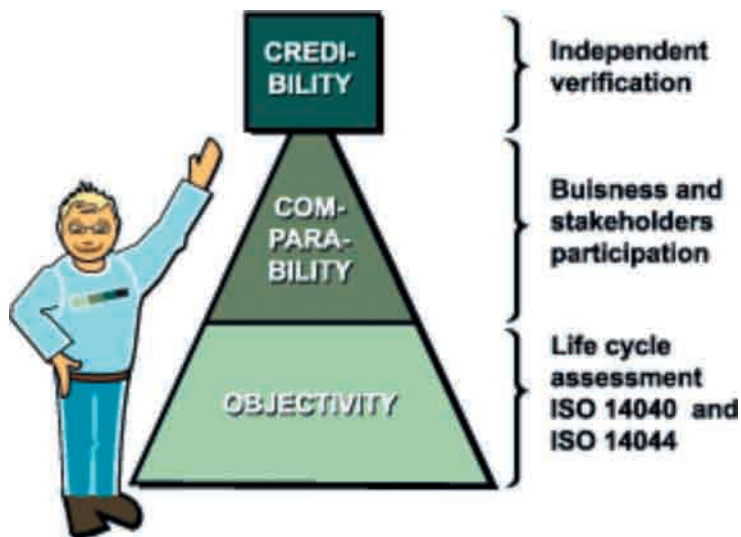 CREDI-
BILITY
Independent
verification
COM-
PARA-
BILITY
Buisness and
stakeholders
participation
OBJECTIVITY
Life cycle
assessment
ISO 14040 and
ISO 14044